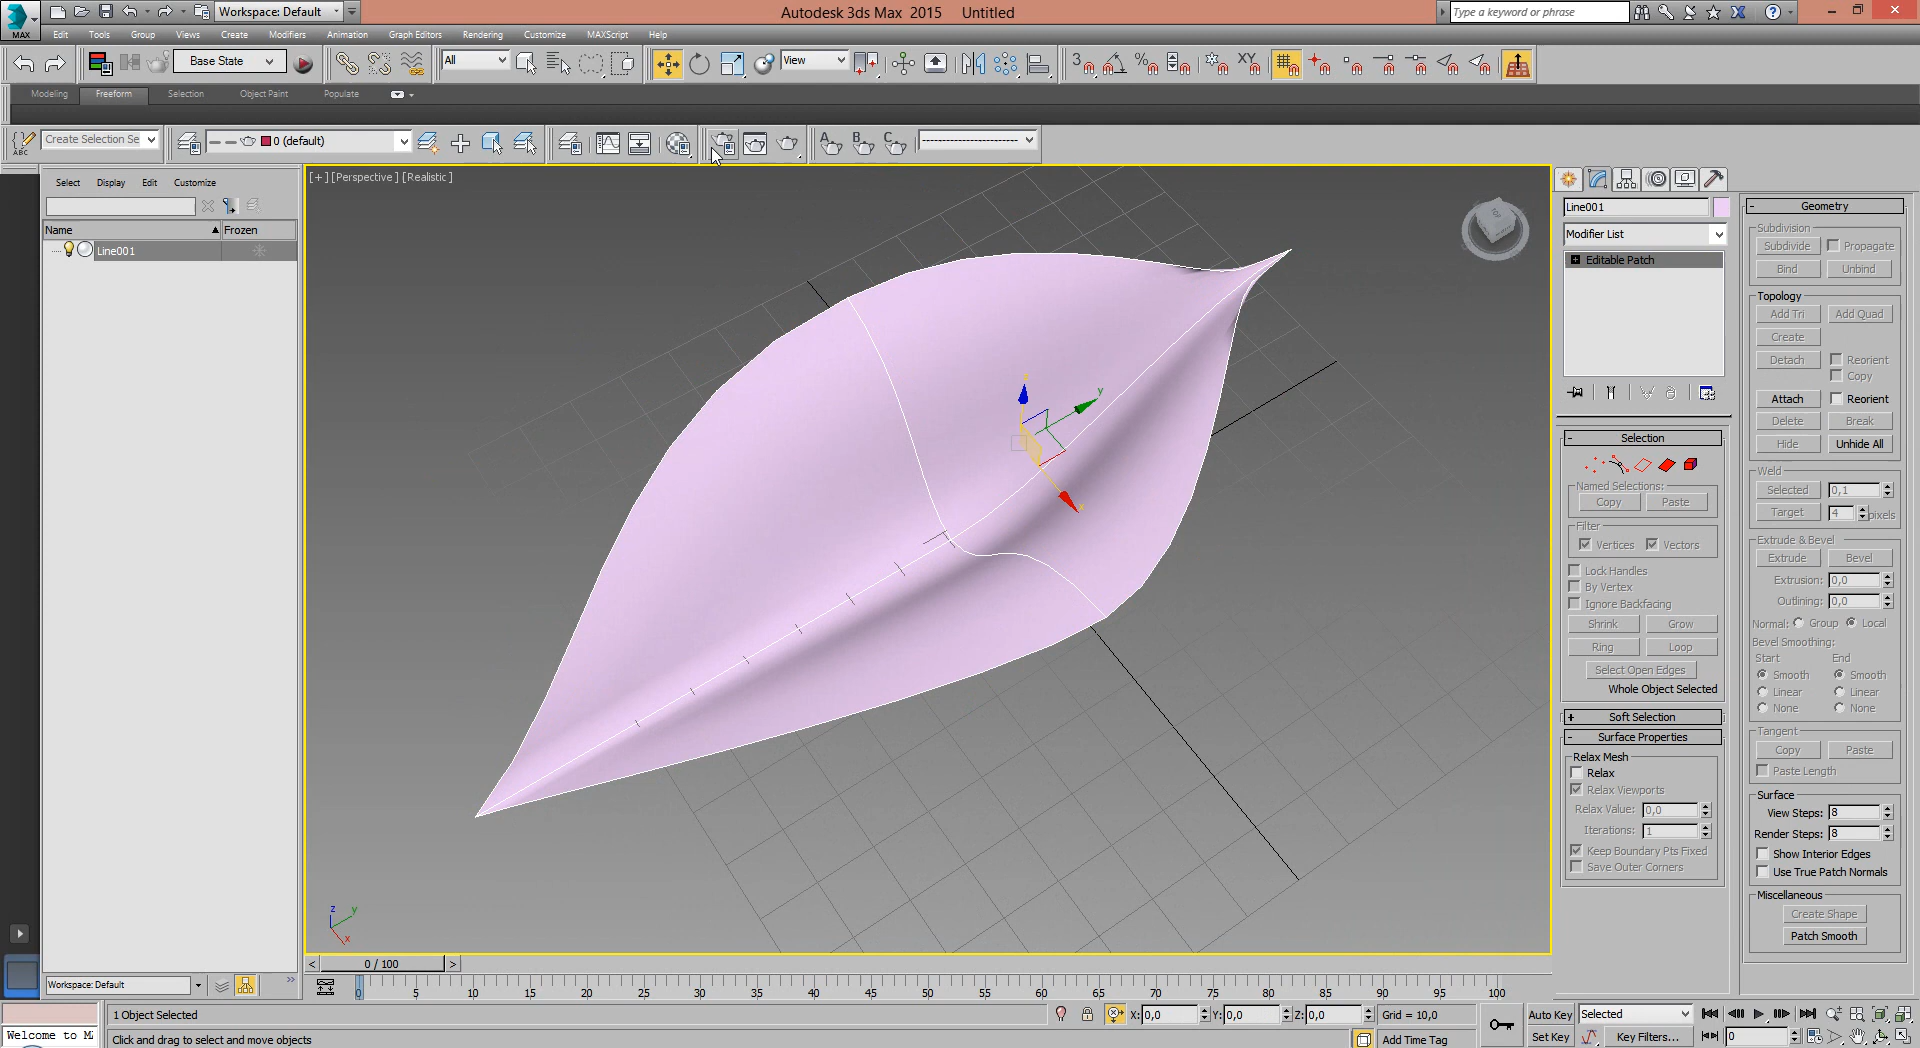 MAX
Workspace: Default
Autodesk 3ds Max 2015 Untitled
Type a keyword or phrase
Edit Tools Group Views Create Modifiers Animation Graph Editors Rendering Customize MAXScript Help
Base State
All
View
3
%
XY
Modeling Freeform Selection Object Paint Populate
ABC
Create Selection Se
0 (default)
A B C
Select Display Edit Customize
Name Frozen
Line001
[+] [Perspective] [Realistic]
z
y
x
z
y
x
Line001
Modifier List
Editable Patch
Selection
Named Selections:
Copy Paste
Filter
Vertices Vectors
Lock Handles
By Vertex
Ignore Backfacing
Shrink Grow
Ring Loop
Select Open Edges
Whole Object Selected
Soft Selection
Surface Properties
Relax Mesh
Relax
Relax Viewports
Relax Value: 0,0
Iterations: 1
Keep Boundary Pts Fixed
Save Outer Corners
Geometry
Subdivision
Subdivide Propagate
Bind Unbind
Topology
Add Tri Add Quad
Create
Detach Reorient
Copy
Attach Reorient
Delete Break
Hide Unhide All
Weld
Selected 0,1
Target 4 pixels
Extrude & Bevel
Extrude Bevel
Extrusion: 0,0
Outlining: 0,0
Normal: Group Local
Bevel Smoothing:
Start End
Smooth Smooth
Linear Linear
None None
Tangent
Copy Paste
Paste Length
Surface
View Steps: 8
Render Steps: 8
Show Interior Edges
Use True Patch Normals
Miscellaneous
Create Shape
Patch Smooth
< 0 / 100 >
Workspace: Default
0 5 10 15 20 25 30 35 40 45 50 55 60 65 70 75 80 85 90 95 100
1 Object Selected
X: 0,0 Y: 0,0 Z: 0,0 Grid = 10,0
Auto Key Selected
Welcome to M
Click and drag to select and move objects
Add Time Tag
Set Key Key Filters... 0